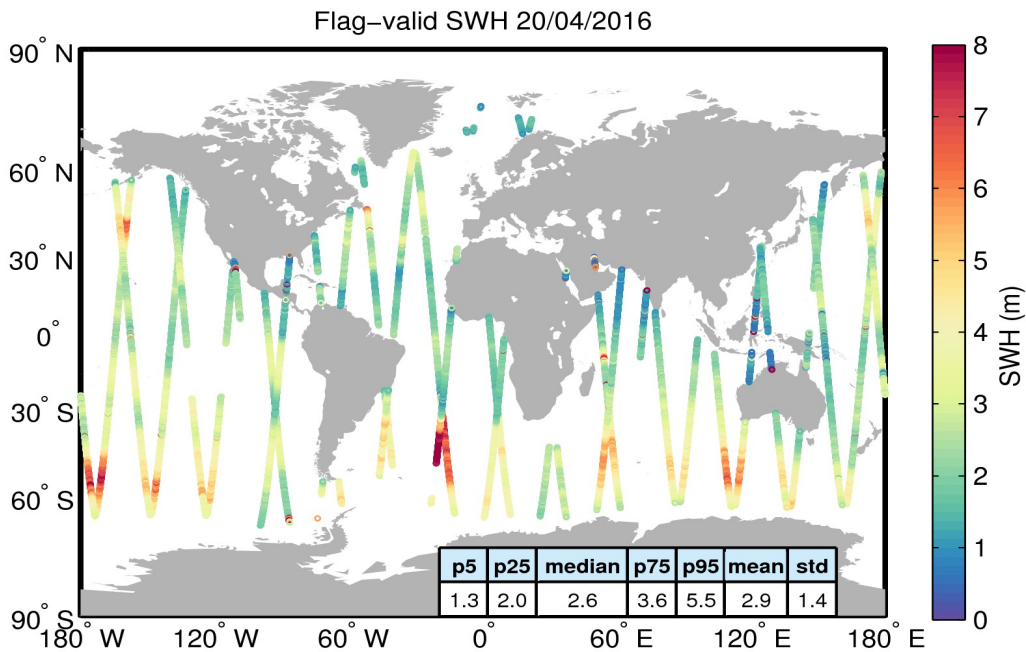 Flag−valid SWH 20/04/2016
90° N
60° N
30° N
0°
30° S
60° S
90° S
180° W
120° W
60° W
0°
60° E
120° E
180° E
p5 p25 median p75 p95 mean std
1.3 2.0 2.6 3.6 5.5 2.9 1.4
8
7
6
5
4
3
2
1
0
SWH (m)